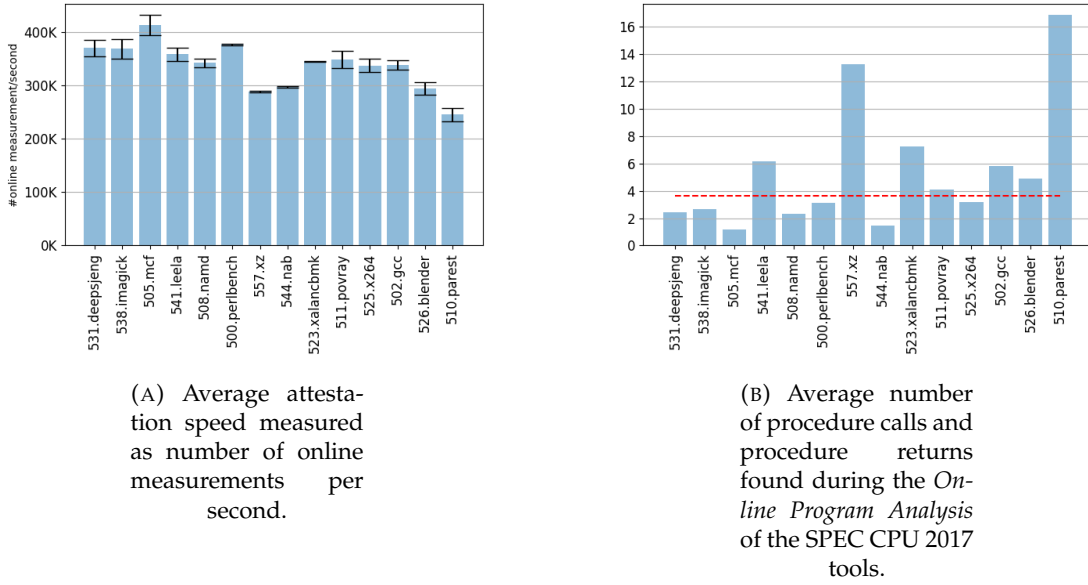 #online measurement/second
400K
300K
200K
100K
0K
531.deepsjeng
538.imagick
505.mcf
541.leela
508.namd
500.perlbench
557.xz
544.nab
523.xalancbmk
511.povray
525.x264
502.gcc
526.blender
510.parest
(A) Average attesta-
tion speed measured
as number of online
measurements per
second.
16
14
12
10
8
6
4
2
0
531.deepsjeng
538.imagick
505.mcf
541.leela
508.namd
500.perlbench
557.xz
544.nab
523.xalancbmk
511.povray
525.x264
502.gcc
526.blender
510.parest
(B) Average number
of procedure calls and
procedure returns
found during the On-
line Program Analysis
of the SPEC CPU 2017
tools.